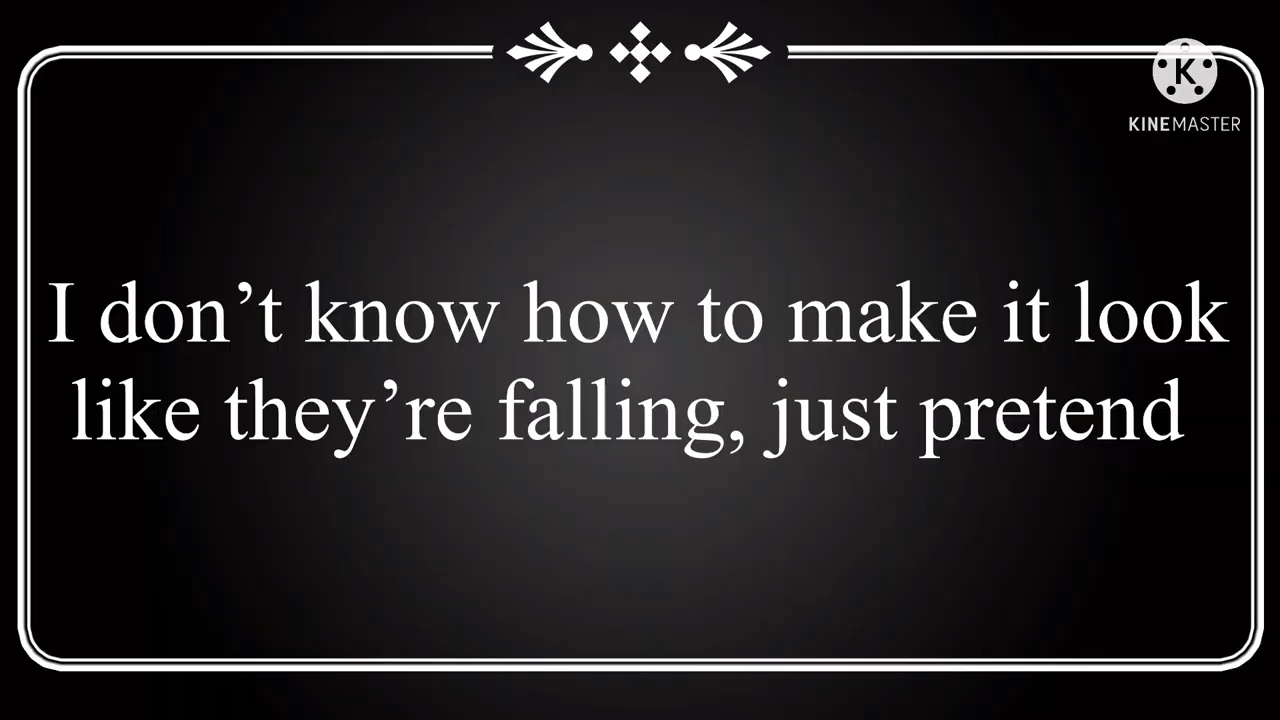 K
KINEMASTER
I don’t know how to make it look
like they’re falling, just pretend